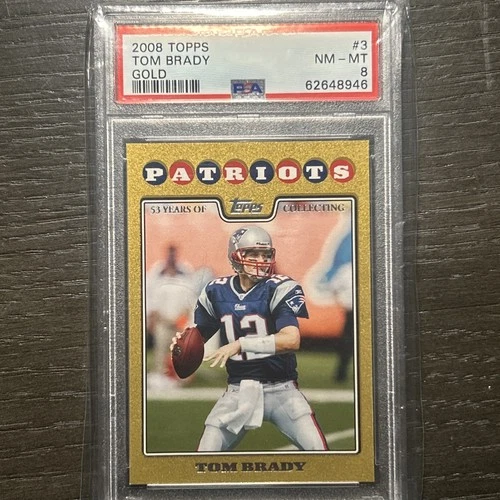 2008 TOPPS #3
TOM BRADY NM - MT
GOLD PSA 8
62648946
PATRIOTS
53 YEARS OF Topps COLLECTING
12
TOM BRADY